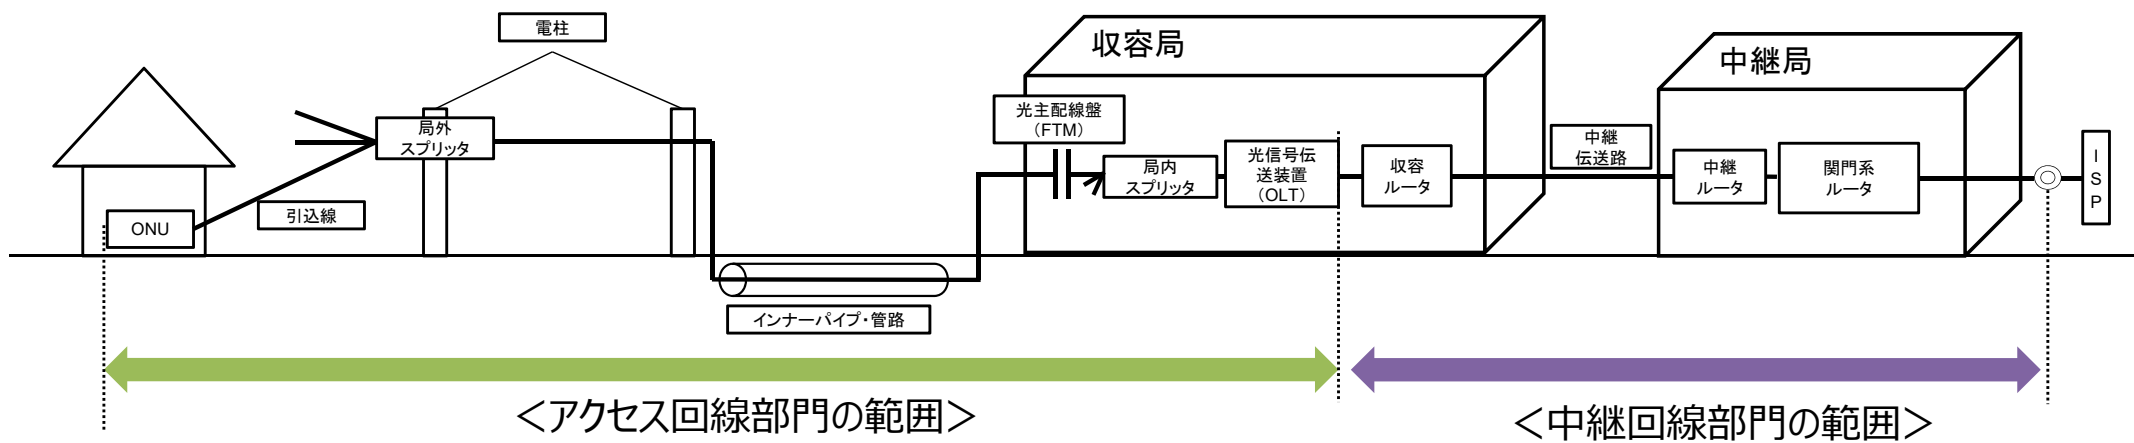 電柱
収容局
中継局
光主配線盤
（FTM）
局外
スプリッタ
局内
スプリッタ
光信号伝
送装置
（OLT）
収容
ルータ
中継
伝送路
中継
ルータ
関門系
ルータ
I
S
P
ONU
引込線
インナーパイプ・管路
＜アクセス回線部門の範囲＞
＜中継回線部門の範囲＞